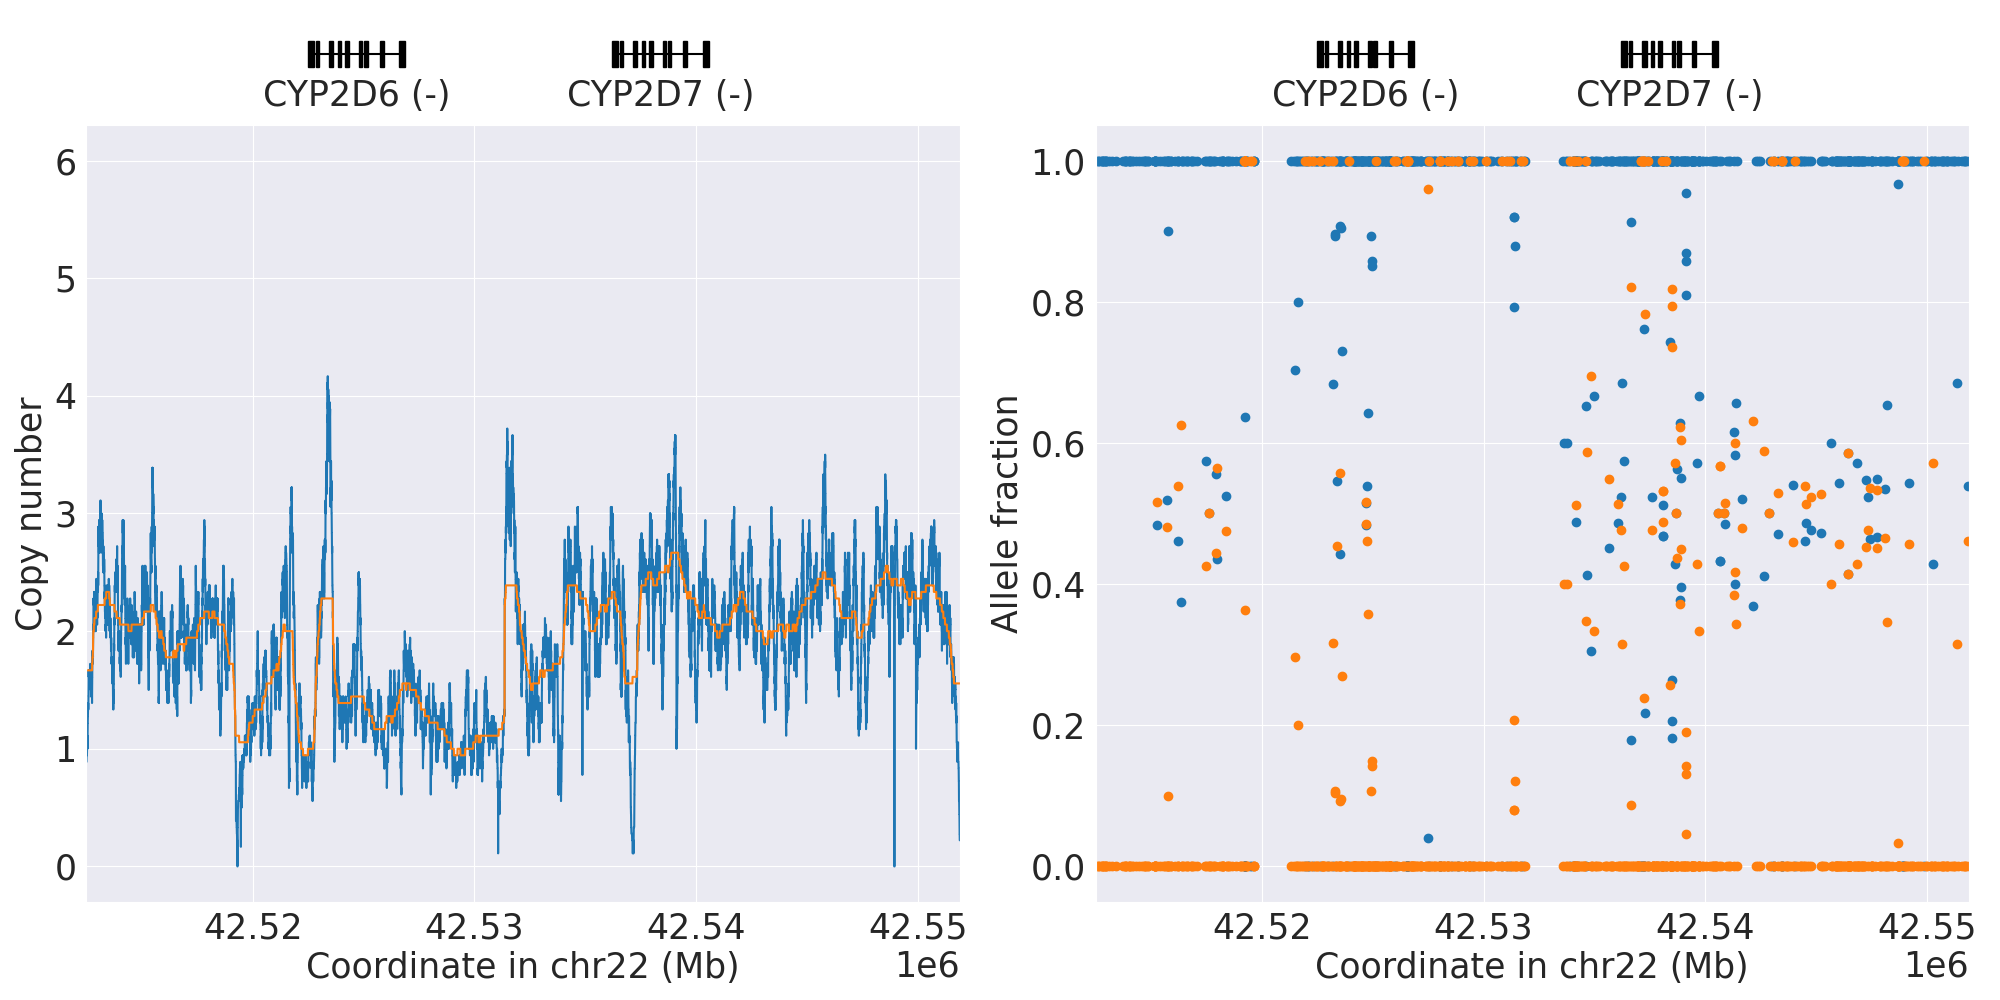 CYP2D6 (-) CYP2D7 (-)
6
5
4
3
2
1
0
Copy number
42.52 42.53 42.54 42.55
Coordinate in chr22 (Mb) 1e6
CYP2D6 (-) CYP2D7 (-)
1.0
0.8
0.6
0.4
0.2
0.0
Allele fraction
42.52 42.53 42.54 42.55
Coordinate in chr22 (Mb) 1e6